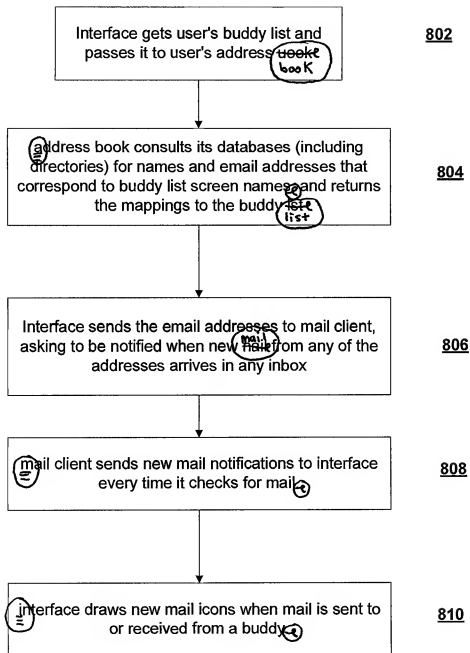 Interface gets user's buddy list and
passes it to user's address
book
802
address book consults its databases (including
directories) for names and email addresses that
correspond to buddy list screen names and returns
the mappings to the buddy
list
804
Interface sends the email addresses to mail client,
asking to be notified when new mail from any of the
addresses arrives in any inbox
806
mail client sends new mail notifications to interface
every time it checks for mail
808
interface draws new mail icons when mail is sent to
or received from a buddy
810